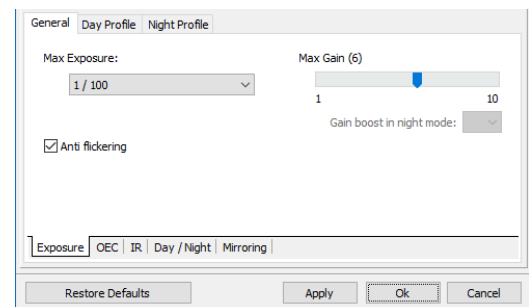 General Day Profile Night Profile
Max Exposure:
1 / 100
Max Gain (6)
1 10
Gain boost in night mode:
Anti flickering
Exposure OEC IR Day / Night Mirroring
Restore Defaults Apply Ok Cancel